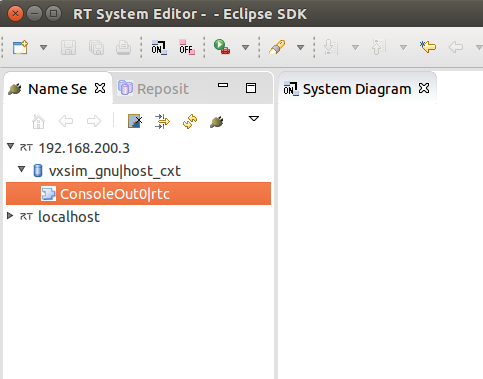 RT System Editor - - Eclipse SDK
ON OFF
Name Se Reposit ON System Diagram
RT 192.168.200.3
vxsim_gnu|host_cxt
ConsoleOut0|rtc
RT localhost